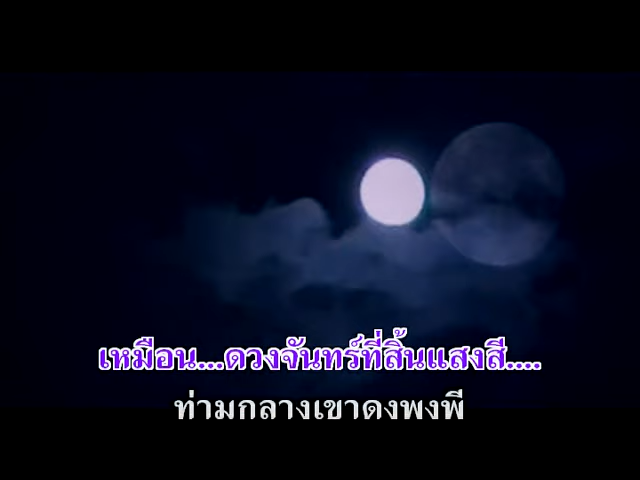 เหมือน...ดวงจันทร์ที่สิ้นแสงสี....
ท่ามกลางเขาดงพงพี